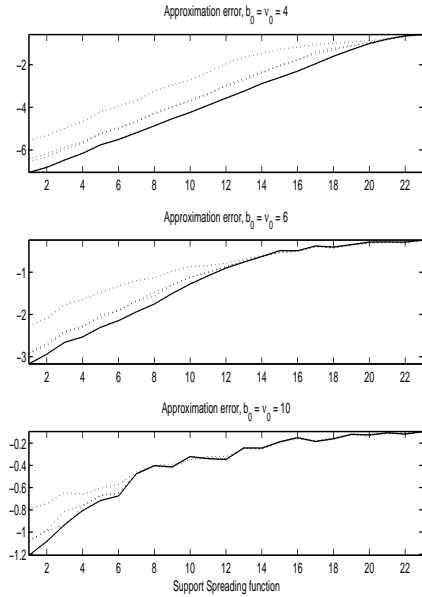 Approximation error, b₀ = ν₀ = 4
−2
−4
−6
2 4 6 8 10 12 14 16 18 20 22
Approximation error, b₀ = ν₀ = 6
−1
−2
−3
2 4 6 8 10 12 14 16 18 20 22
Approximation error, b₀ = ν₀ = 10
−0.2
−0.4
−0.6
−0.8
−1
−1.2
2 4 6 8 10 12 14 16 18 20 22
Support Spreading function